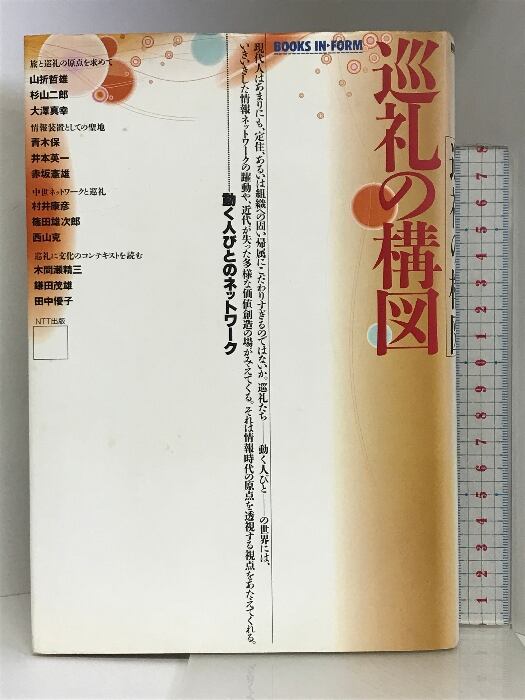 BOOKS IN・FORM
巡礼の構図
現代人はあまりにも、定住、あるいは組織への固い帰属にこだわりすぎるのではないか。巡礼たち 動く人びと の世界には、
いきいきした情報ネットワークの躍動や、近代が失った多様な価値創造の場がみえてくる。それは情報時代の原点を透視する視点をあたえてくれる。
動く人びとのネットワーク
旅と巡礼の原点を求めて
山折哲雄
杉山二郎
大澤真幸
情報装置としての聖地
青木保
井本英一
赤坂憲雄
中世ネットワークと巡礼
村井康彦
篠田雄次郎
西山克
巡礼に文化のコンテキストを読む
木間瀬精三
鎌田茂雄
田中優子
NTT出版